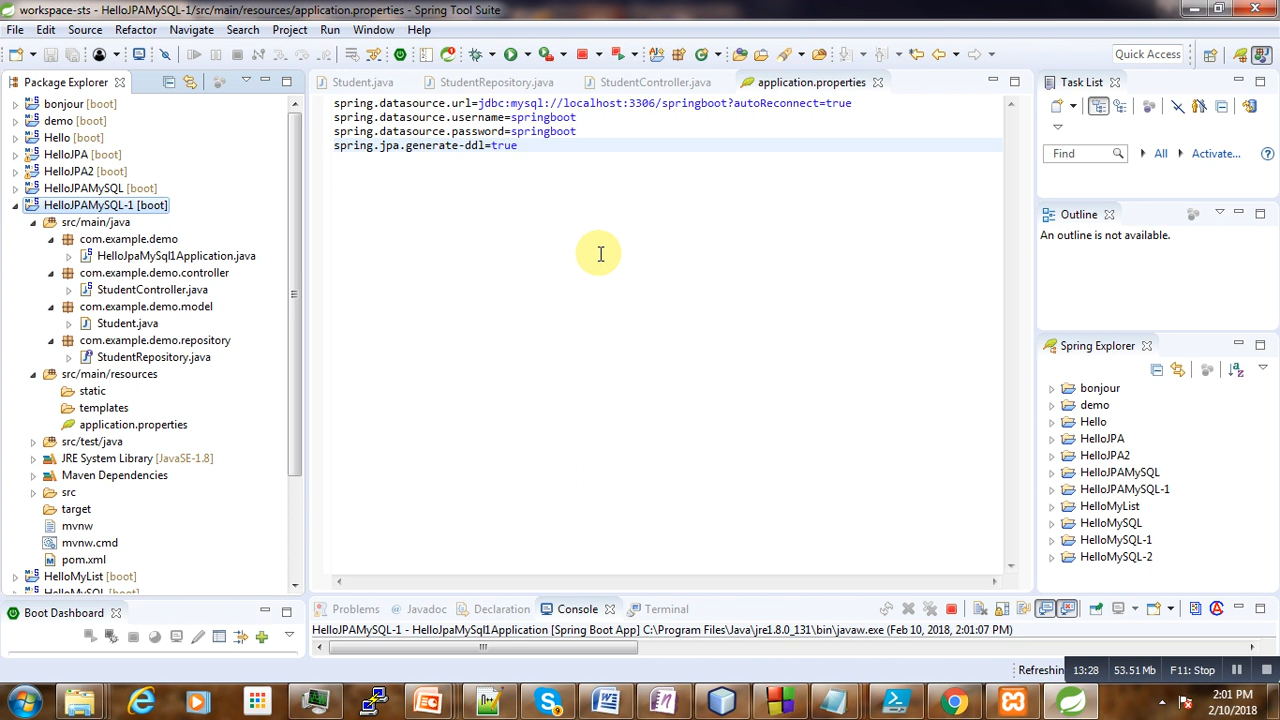 workspace-sts - HelloJPAMySQL-1/src/main/resources/application.properties - Spring Tool Suite
File Edit Source Refactor Navigate Search Project Run Window Help
Quick Access
Package Explorer
Student.java StudentRepository.java StudentController.java application.properties
Task List
bonjour [boot]
demo [boot]
Hello [boot]
HelloJPA [boot]
HelloJPA2 [boot]
HelloJPAMySQL [boot]
HelloJPAMySQL-1 [boot]
src/main/java
com.example.demo
HelloJpaMySql1Application.java
com.example.demo.controller
StudentController.java
com.example.demo.model
Student.java
com.example.demo.repository
StudentRepository.java
src/main/resources
static
templates
application.properties
src/test/java
JRE System Library [JavaSE-1.8]
Maven Dependencies
src
target
mvnw
mvnw.cmd
pom.xml
HelloMyList [boot]
HelloMySQL [boot]
Boot Dashboard
spring.datasource.url=jdbc:mysql://localhost:3306/springboot?autoReconnect=true
spring.datasource.username=springboot
spring.datasource.password=springboot
spring.jpa.generate-ddl=true
Find All Activate...
Outline
An outline is not available.
Spring Explorer
bonjour
demo
Hello
HelloJPA
HelloJPA2
HelloJPAMySQL
HelloJPAMySQL-1
HelloMyList
HelloMySQL
HelloMySQL-1
HelloMySQL-2
Problems Javadoc Declaration Console Terminal
HelloJPAMySQL-1 - HelloJpaMySql1Application [Spring Boot App] C:\Program Files\Java\jre1.8.0_131\bin\javaw.exe (Feb 10, 2018, 2:01:07 PM)
Refreshing 13:28 53.51 Mb F11: Stop
2:01 PM
2/10/2018